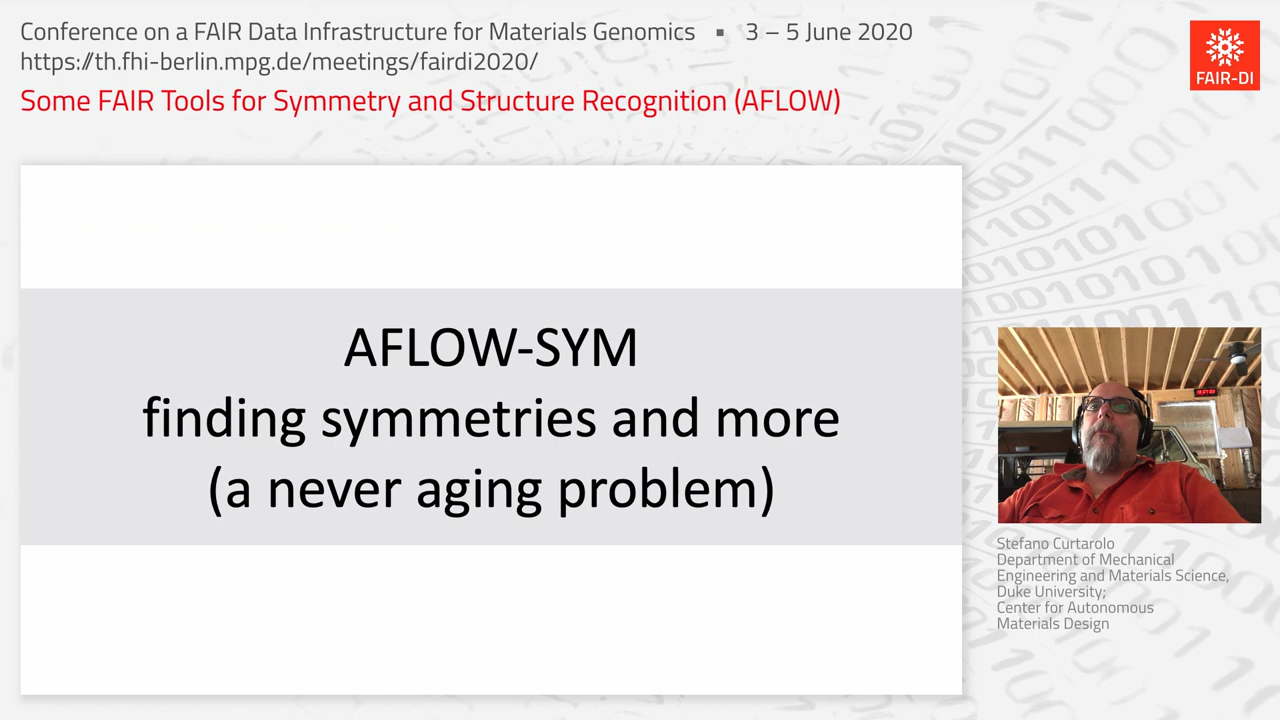 Conference on a FAIR Data Infrastructure for Materials Genomics ▪ 3 – 5 June 2020
https://th.fhi-berlin.mpg.de/meetings/fairdi2020/
Some FAIR Tools for Symmetry and Structure Recognition (AFLOW)
FAIR-DI
AFLOW-SYM
finding symmetries and more
(a never aging problem)
Stefano Curtarolo
Department of Mechanical
Engineering and Materials Science,
Duke University;
Center for Autonomous
Materials Design